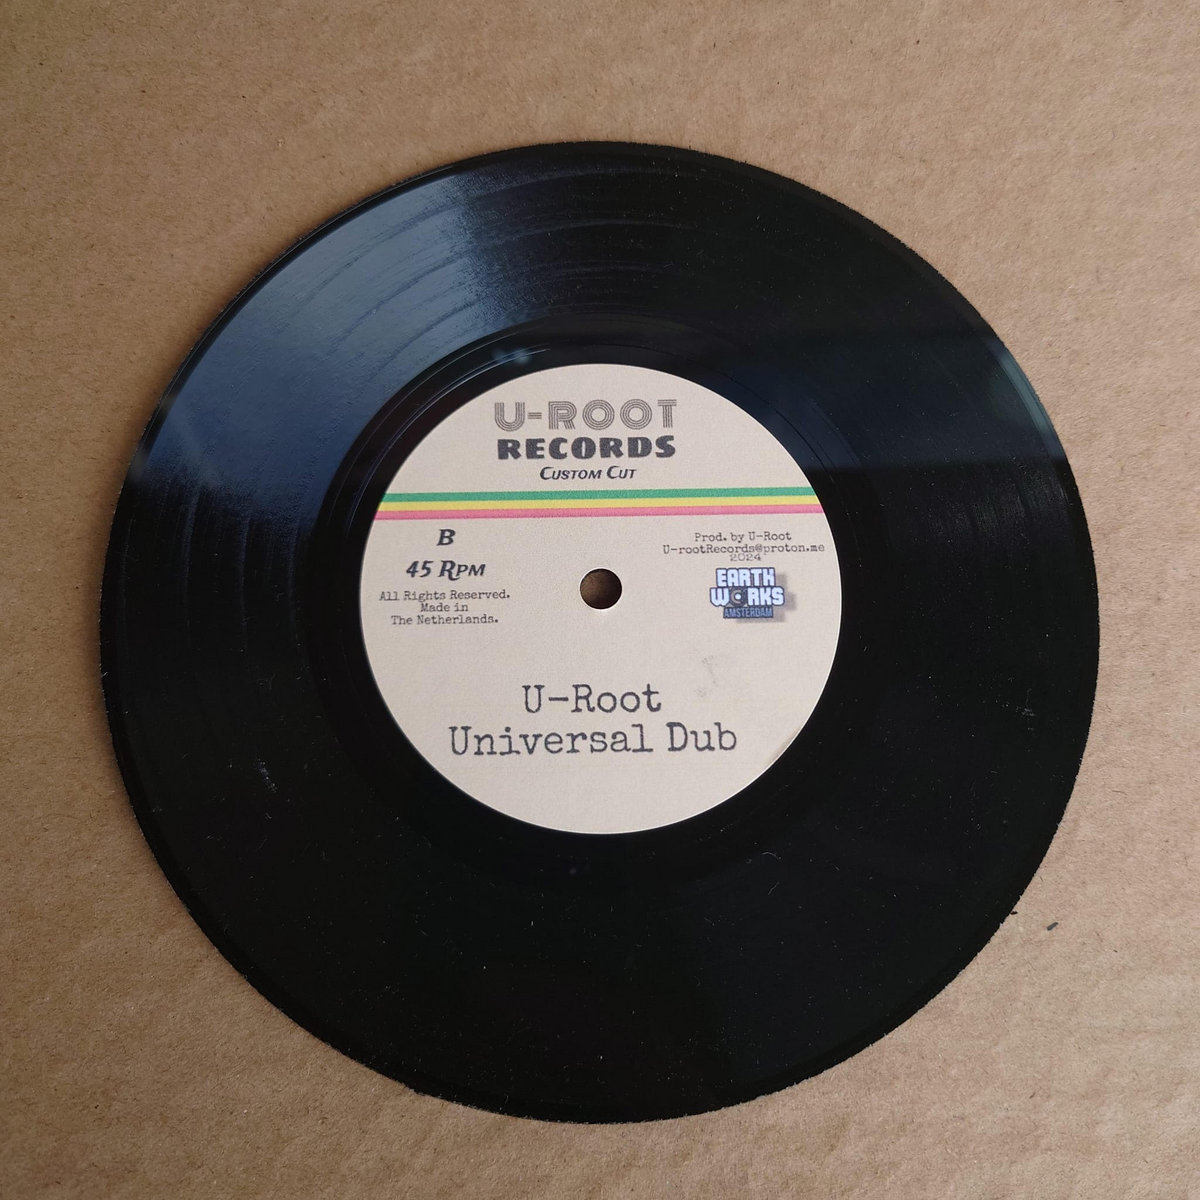 U-ROOT
RECORDS
CUSTOM CUT
B
45 RPM
All Rights Reserved.
Made in
The Netherlands.
Prod. by U-Root
U-rootRecords@proton.me
2024
EARTH
WORKS
AMSTERDAM
U-Root
Universal Dub